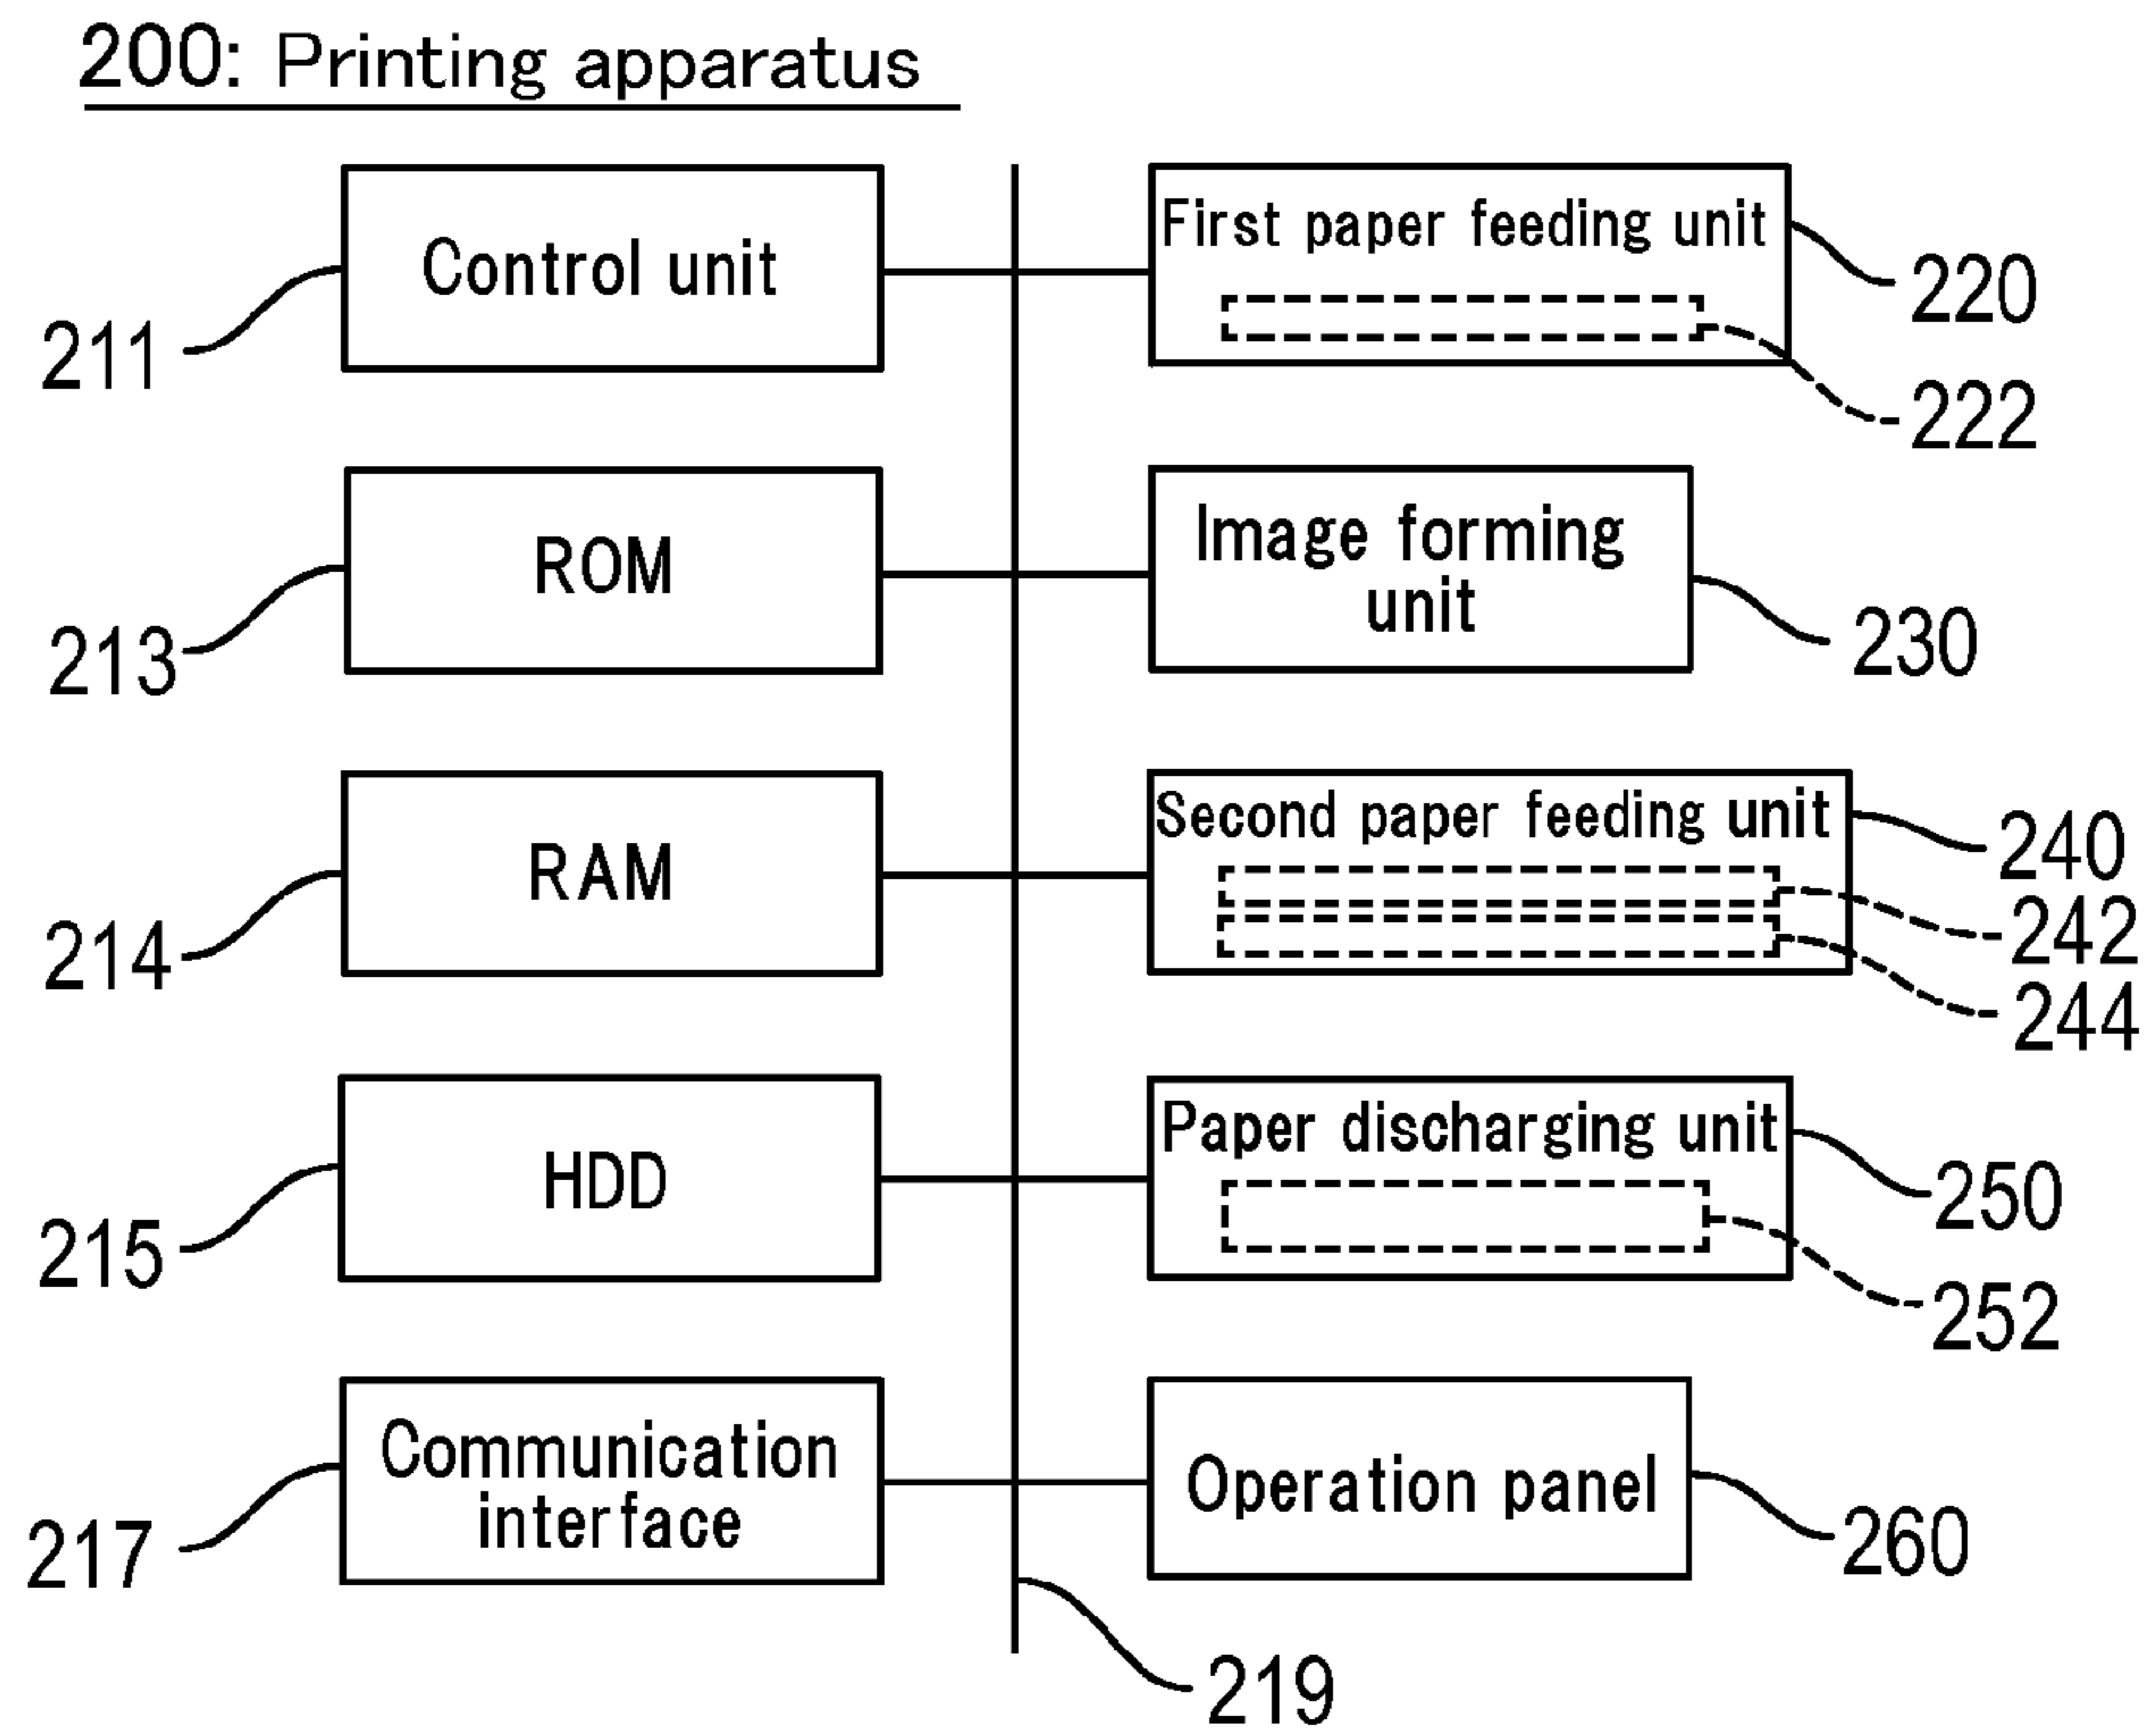 200: Printing apparatus
Control unit
211
First paper feeding unit
220
222
ROM
213
Image forming
unit
230
RAM
214
Second paper feeding unit
240
242
244
HDD
215
Paper discharging unit
250
252
Communication
interface
217
Operation panel
260
219